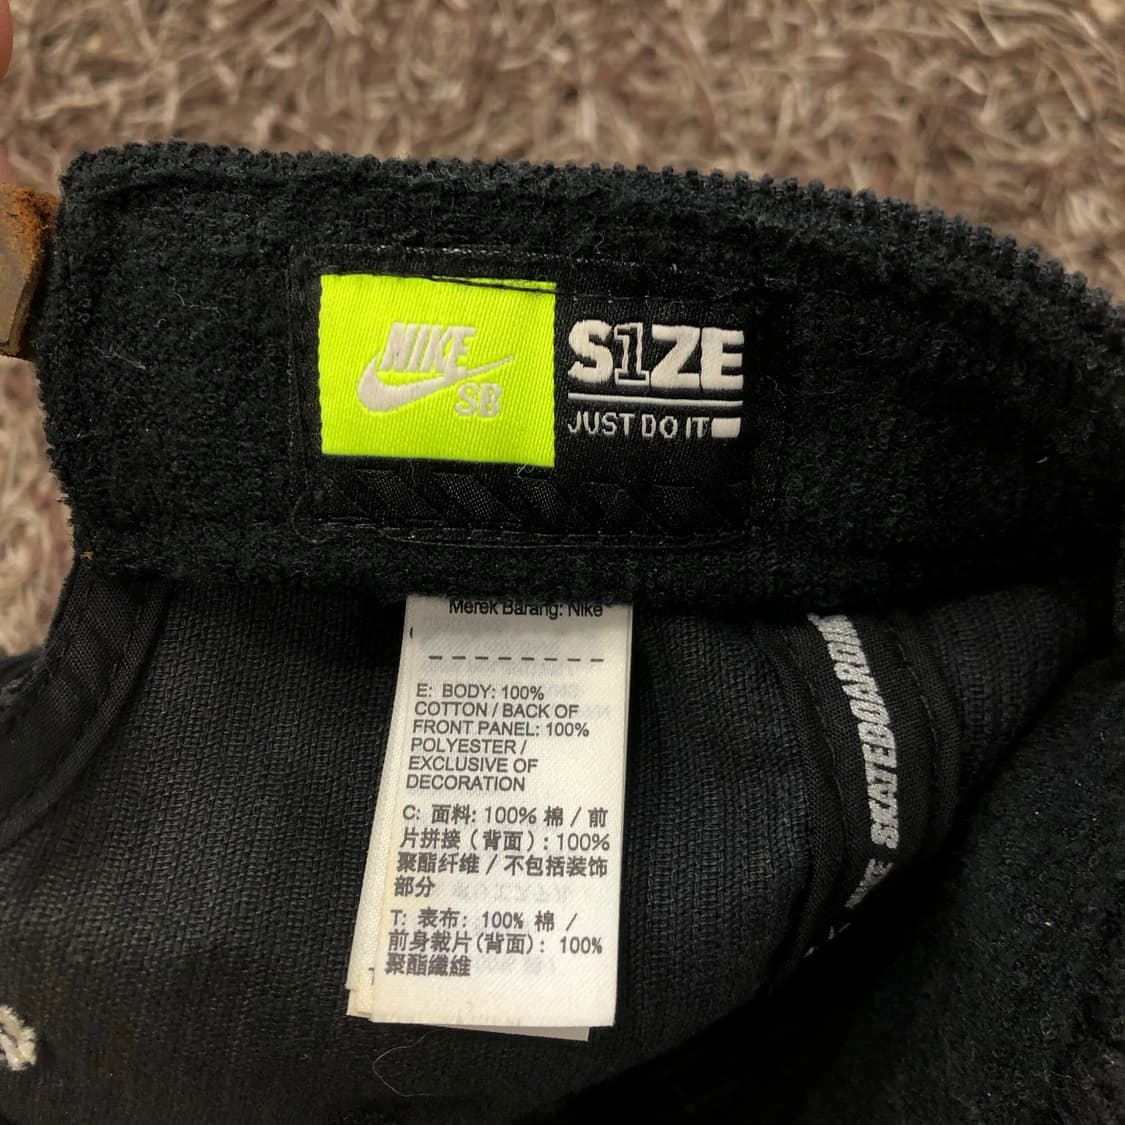 NIKE
SB
S1ZE
JUST DO IT
Merek Barang: Nike
E: BODY: 100%
COTTON / BACK OF
FRONT PANEL: 100%
POLYESTER /
EXCLUSIVE OF
DECORATION
C: 面料: 100% 棉 / 前
片拼接（背面）: 100%
聚酯纤维 / 不包括装饰
部分
T: 表布: 100% 棉 /
前身裁片(背面): 100%
聚酯纖維
SKATEBOARDIN